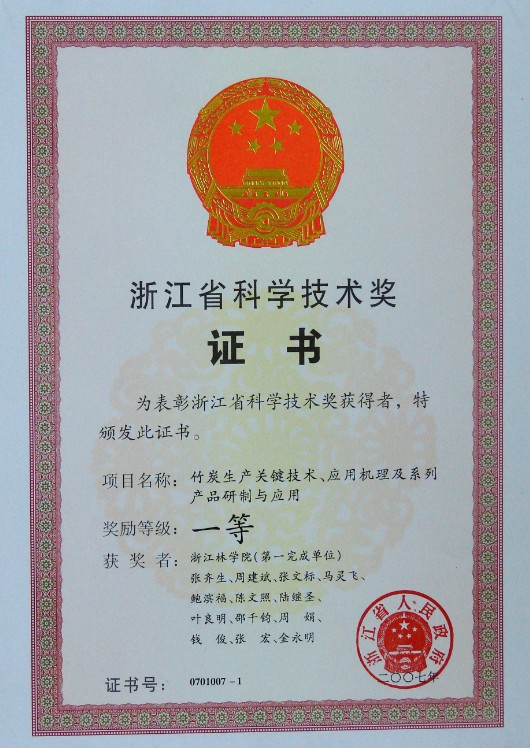 浙江省科学技术奖
证书
为表彰浙江省科学技术奖获得者，特
颁发此证书。
项目名称：竹炭生产关键技术、应用机理及系列
产品研制与应用
奖励等级：一等
获奖者：浙江林学院(第一完成单位)
张齐生、周建斌、张文标、马灵飞、
鲍滨福、陈文照、陆继圣、
叶良明、邵千钧、周娟、
钱俊、张宏、金永明
浙江省人民政府
二〇〇七年
证书号：0701007-1